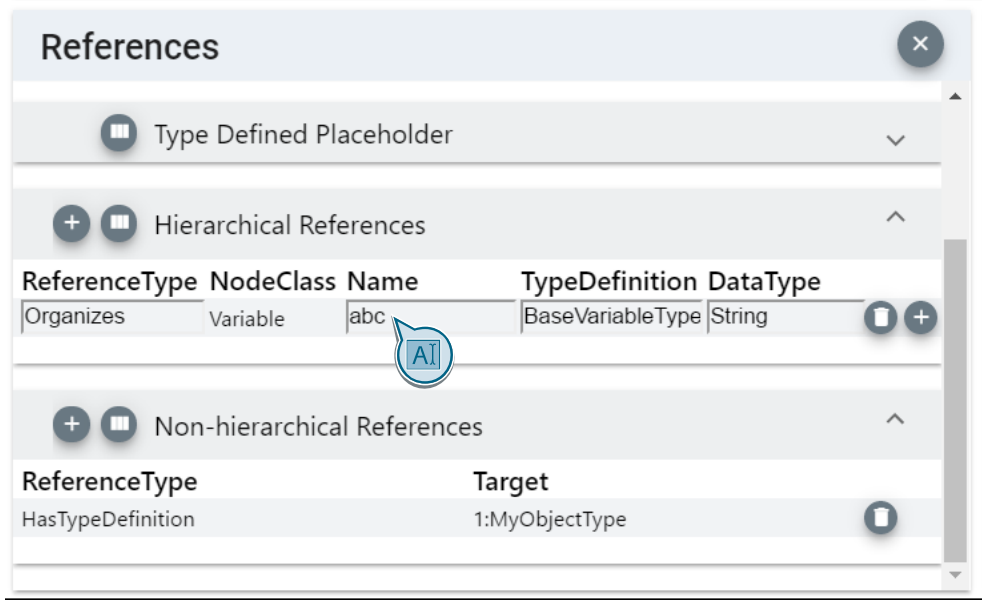 References
Type Defined Placeholder
Hierarchical References
ReferenceType NodeClass Name TypeDefinition DataType
Organizes Variable abc BaseVariableType String
AI
Non-hierarchical References
ReferenceType Target
HasTypeDefinition 1:MyObjectType